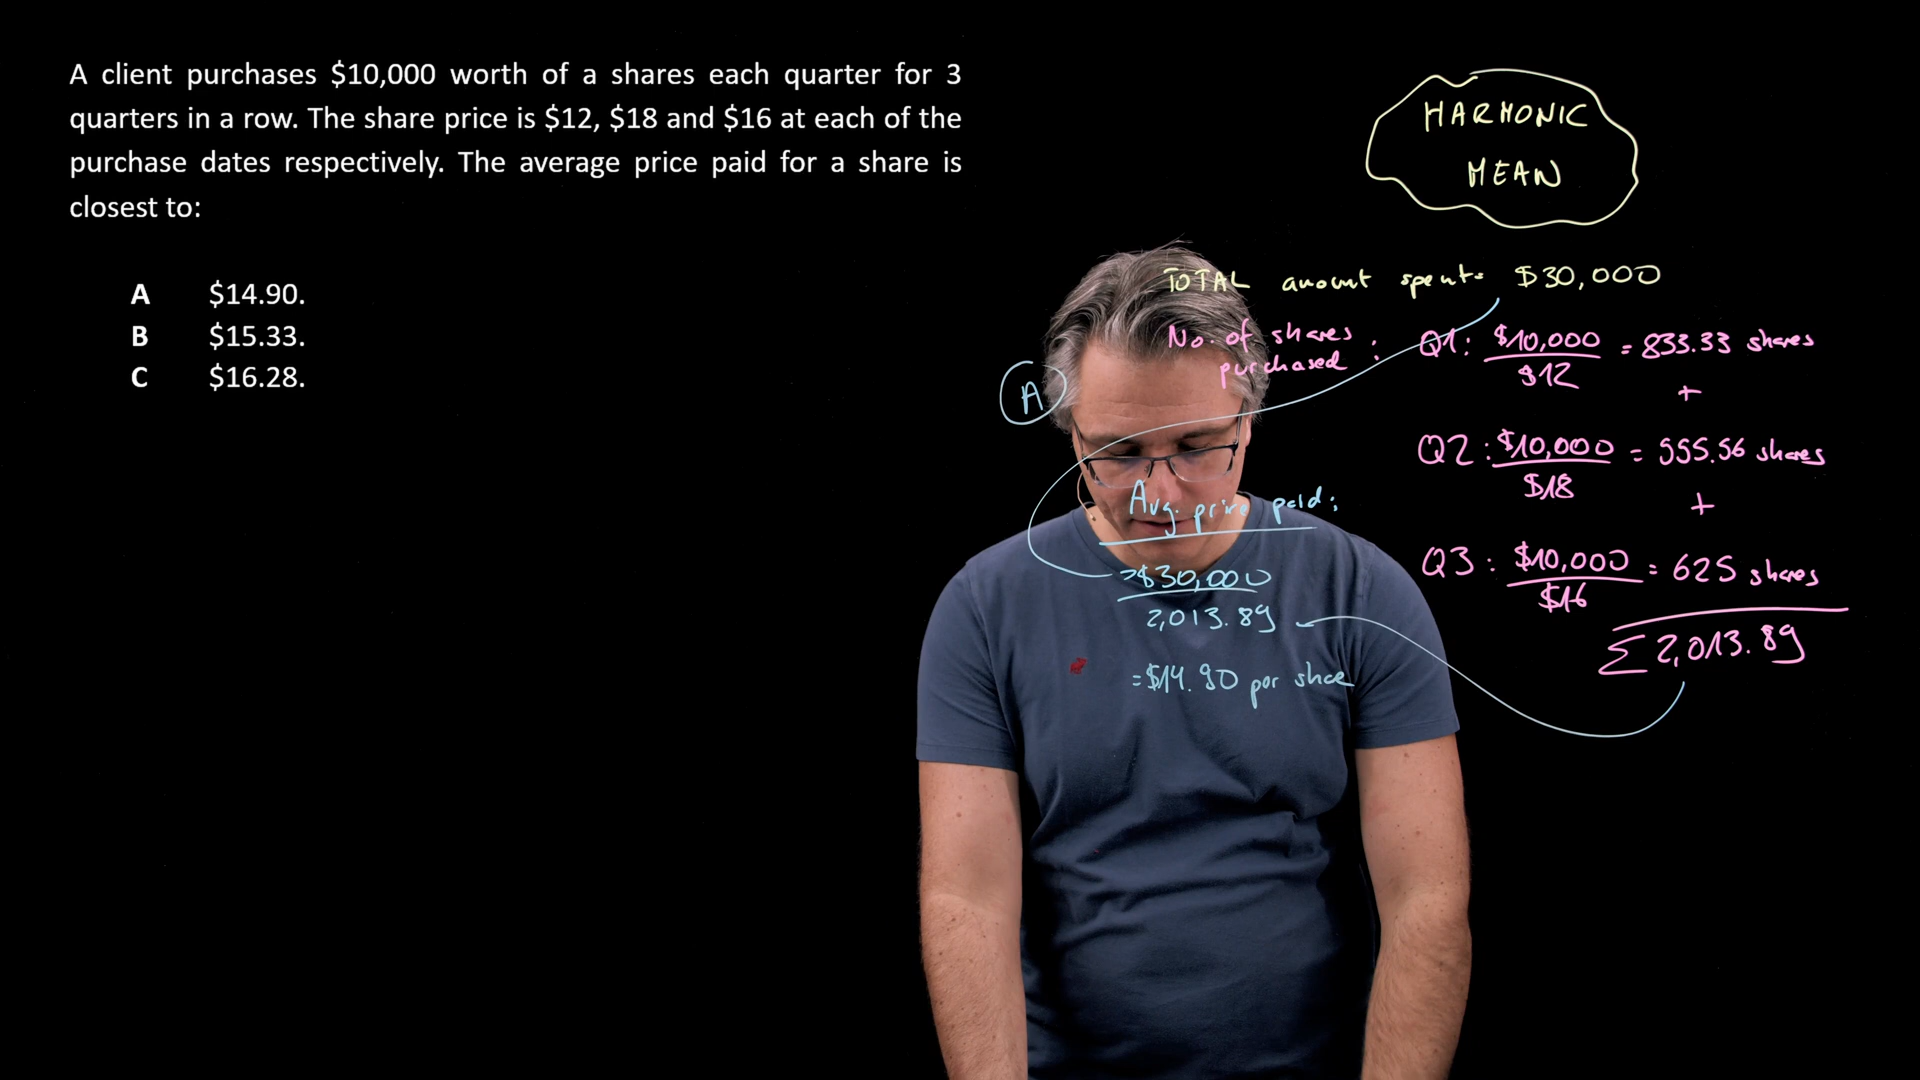 A client purchases $10,000 worth of a shares each quarter for 3
quarters in a row. The share price is $12, $18 and $16 at each of the
purchase dates respectively. The average price paid for a share is
closest to:
A $14.90.
B $15.33.
C $16.28.
HARMONIC
MEAN
TOTAL amount spent: $30,000
No. of shares
purchased :
Q1: $10,000
$12
= 833.33 shares
+
Q2: $10,000
$18
= 555.56 shares
+
Q3: $10,000
$16
= 625 shares
Σ 2,013.89
A
Avg. price paid:
$30,000
2,013.89
= $14.90 per share